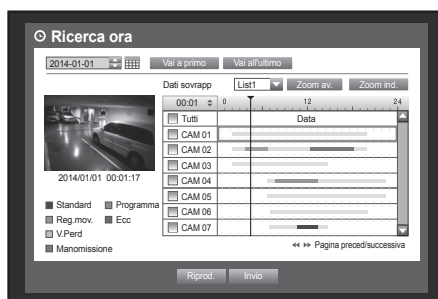 Ricerca ora
2014-01-01 Vai a primo Vai all'ultimo
Dati sovrapp List1 Zoom av. Zoom ind.
00:01 0 12 24
Tutti Data
CAM 01
CAM 02
CAM 03
CAM 04
CAM 05
CAM 06
CAM 07
2014/01/01 00:01:17
Standard Programma
Reg.mov. Ecc
V.Perd
Manomissione
Pagina preced/successiva
Riprod. Invio